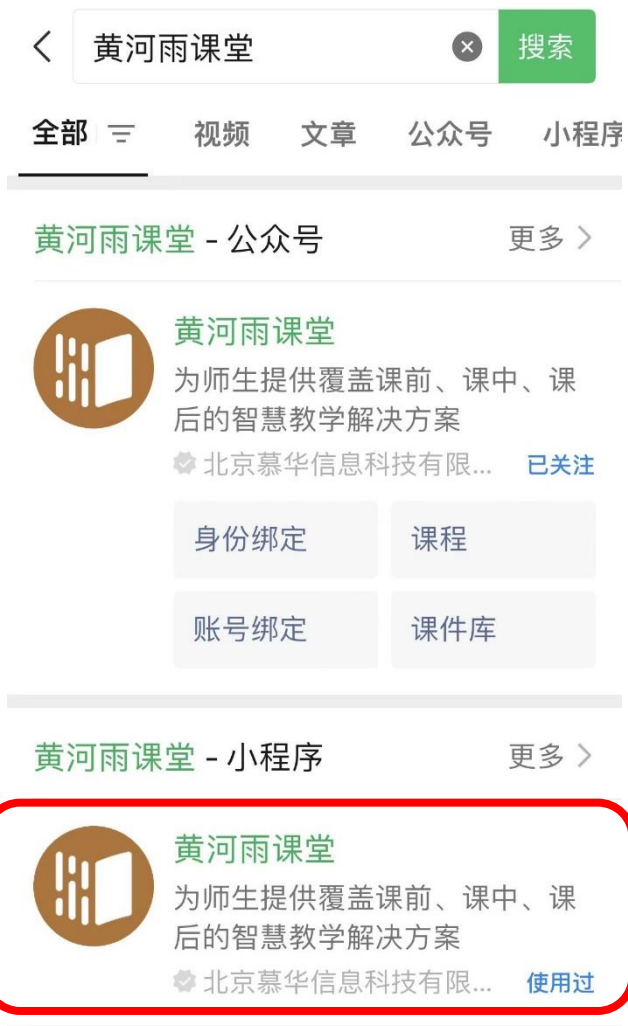 黄河雨课堂 搜索
全部 视频 文章 公众号 小程序
黄河雨课堂 - 公众号 更多
黄河雨课堂
为师生提供覆盖课前、课中、课
后的智慧教学解决方案
北京慕华信息科技有限... 已关注
身份绑定 课程
账号绑定 课件库
黄河雨课堂 - 小程序 更多
黄河雨课堂
为师生提供覆盖课前、课中、课
后的智慧教学解决方案
北京慕华信息科技有限... 使用过